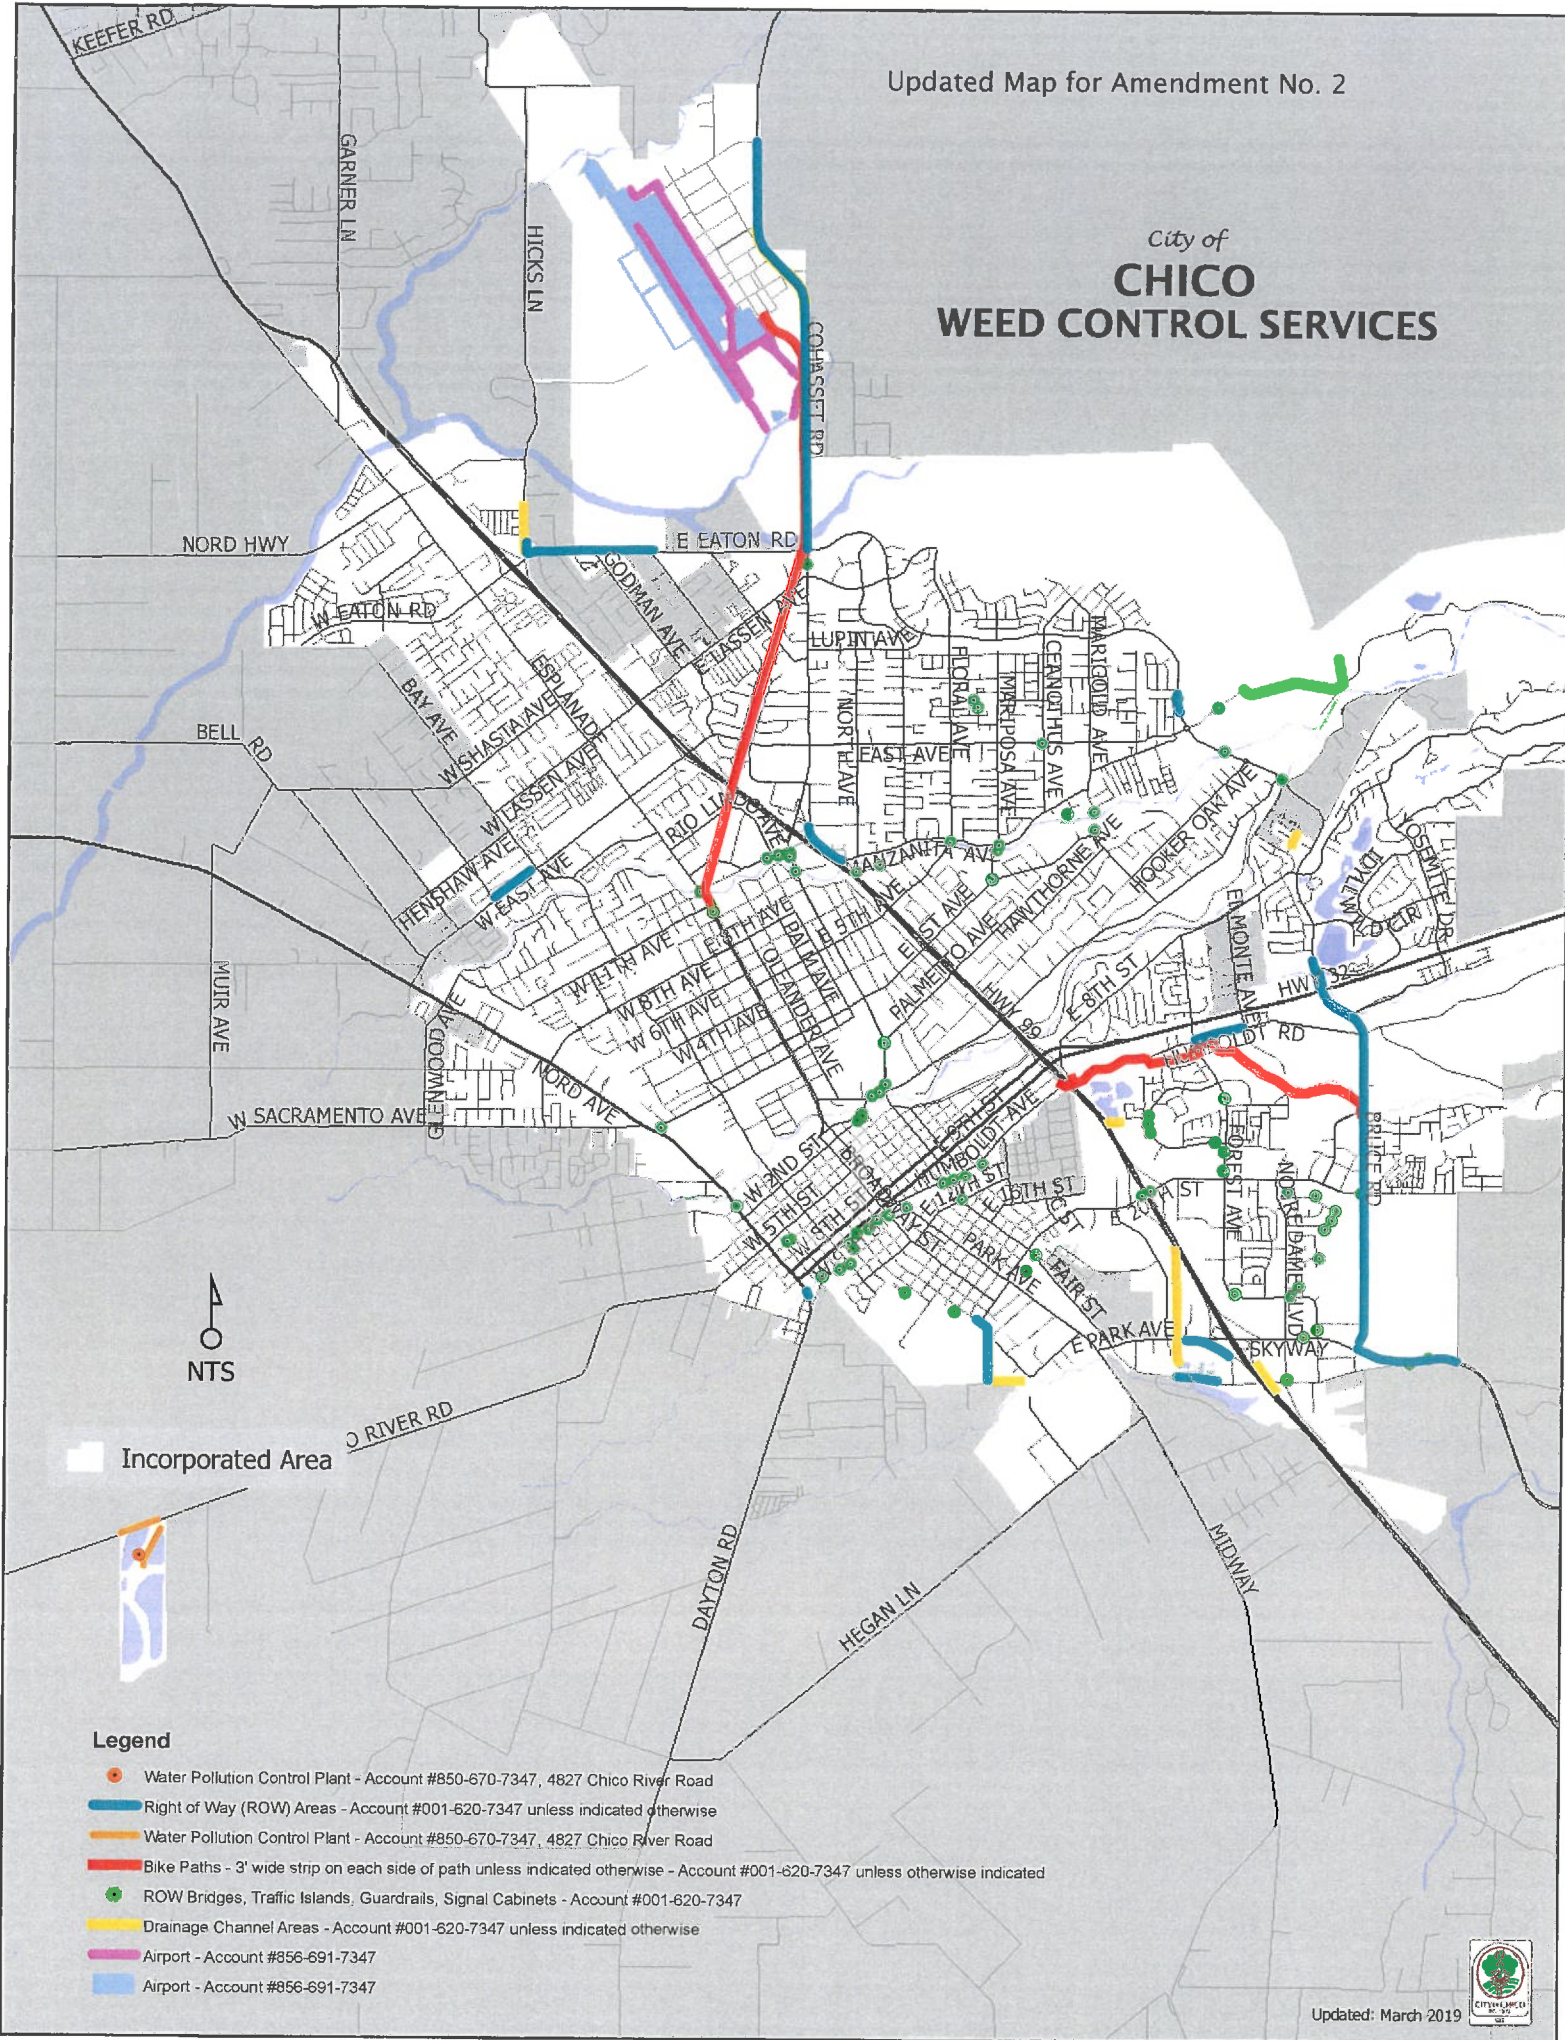 KEEFER RD
Updated Map for Amendment No. 2
GARNER LN
HICKS LN
City of
CHICO
WEED CONTROL SERVICES
COHASSET RD
NORD HWY
E EATON RD
GODMAN AVE
W EATON RD
E LASSEN AVE
LUPIN AVE
MARIGOLD AVE
CEANOTHUS AVE
FLORAL AVE
MARIPOSA AVE
ESPLANADE
BAY AVE
W SHASTA AVE
NORTH AVE
BELL RD
EAST AVE
W LASSEN AVE
RIO LINDO AVE
HOOKER OAK AVE
YOSEMITE DR
IDYLLWILD CIR
MANZANITA AVE
HENSHAW AVE
W EAST AVE
HAWTHORNE AVE
E 5TH AVE
PALM AVE
W 11TH AVE
OLEANDER AVE
W 8TH AVE
W 6TH AVE
W 4TH AVE
PALMETTO AVE
EL MONTE AVE
E 8TH ST
HWY 32
HWY 99
MUIR AVE
GLENWOOD AVE
NORD AVE
HUMBOLDT RD
W SACRAMENTO AVE
E 9TH ST
HUMBOLDT AVE
BRUCE RD
W 2ND ST
BROADWAY ST
E 12TH ST
16TH ST
C ST
W 5TH ST
W 8TH ST
FOREST AVE
NOTRE DAME BLVD
PARK AVE
FAIR ST
E PARK AVE
SKYWAY
NTS
O RIVER RD
Incorporated Area
DAYTON RD
HEGAN LN
MIDWAY
Legend
Water Pollution Control Plant - Account #850-670-7347, 4827 Chico River Road
Right of Way (ROW) Areas - Account #001-620-7347 unless indicated otherwise
Water Pollution Control Plant - Account #850-670-7347, 4827 Chico River Road
Bike Paths - 3' wide strip on each side of path unless indicated otherwise - Account #001-620-7347 unless otherwise indicated
ROW Bridges, Traffic Islands, Guardrails, Signal Cabinets - Account #001-620-7347
Drainage Channel Areas - Account #001-620-7347 unless indicated otherwise
Airport - Account #856-691-7347
Airport - Account #856-691-7347
Updated: March 2019